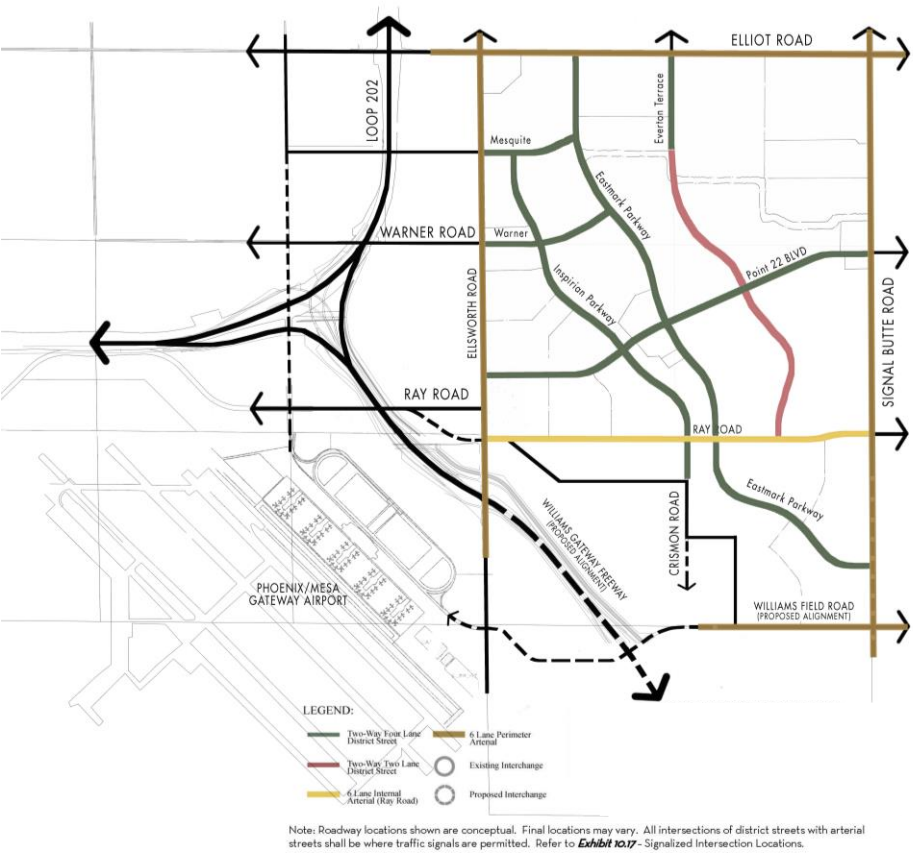 ELLIOT ROAD
LOOP 202
Everton Terrace
Mesquite
Eastmark Parkway
WARNER ROAD
Warner
Point 22 BLVD
Inspirian Parkway
ELLSWORTH ROAD
SIGNAL BUTTE ROAD
RAY ROAD
RAY ROAD
Eastmark Parkway
CRISMON ROAD
WILLIAMS GATEWAY FREEWAY
(PROPOSED ALIGNMENT)
PHOENIX/MESA
GATEWAY AIRPORT
WILLIAMS FIELD ROAD
(PROPOSED ALIGNMENT)
LEGEND:
Two-Way Four Lane
District Street
6 Lane Perimeter
Arterial
Two-Way Two Lane
District Street
Existing Interchange
6 Lane Internal
Arterial (Ray Road)
Proposed Interchange
Note: Roadway locations shown are conceptual. Final locations may vary. All intersections of district streets with arterial
streets shall be where traffic signals are permitted. Refer to Exhibit 10.17 - Signalized Intersection Locations.